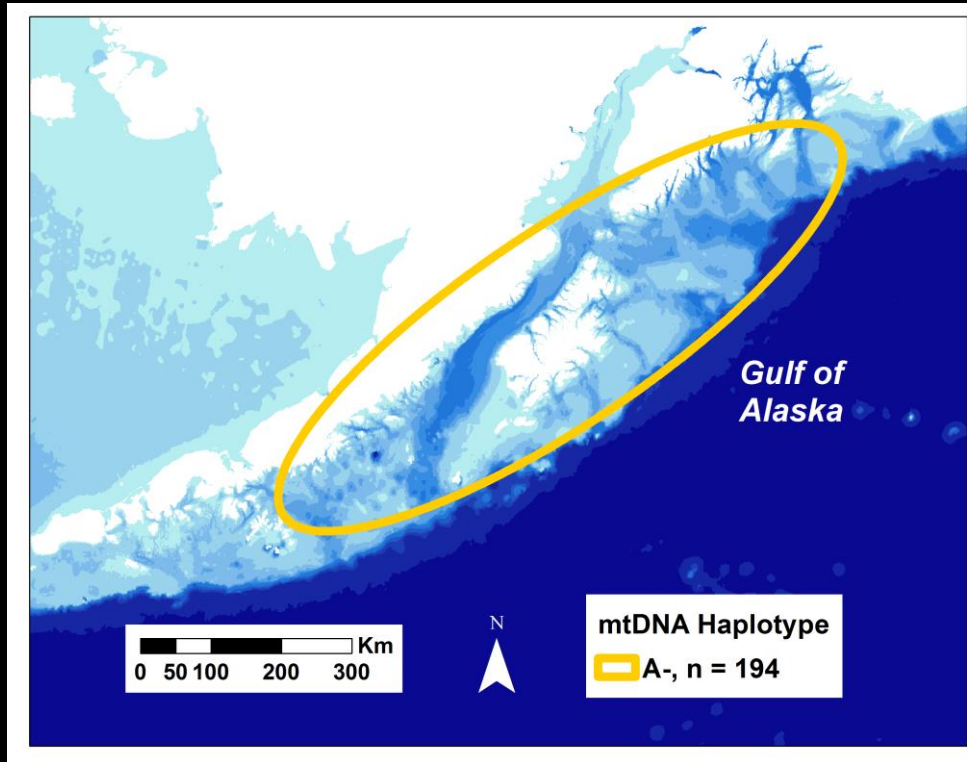 Gulf of
Alaska
Km
0 50 100 200 300
N
mtDNA Haplotype
A-, n = 194